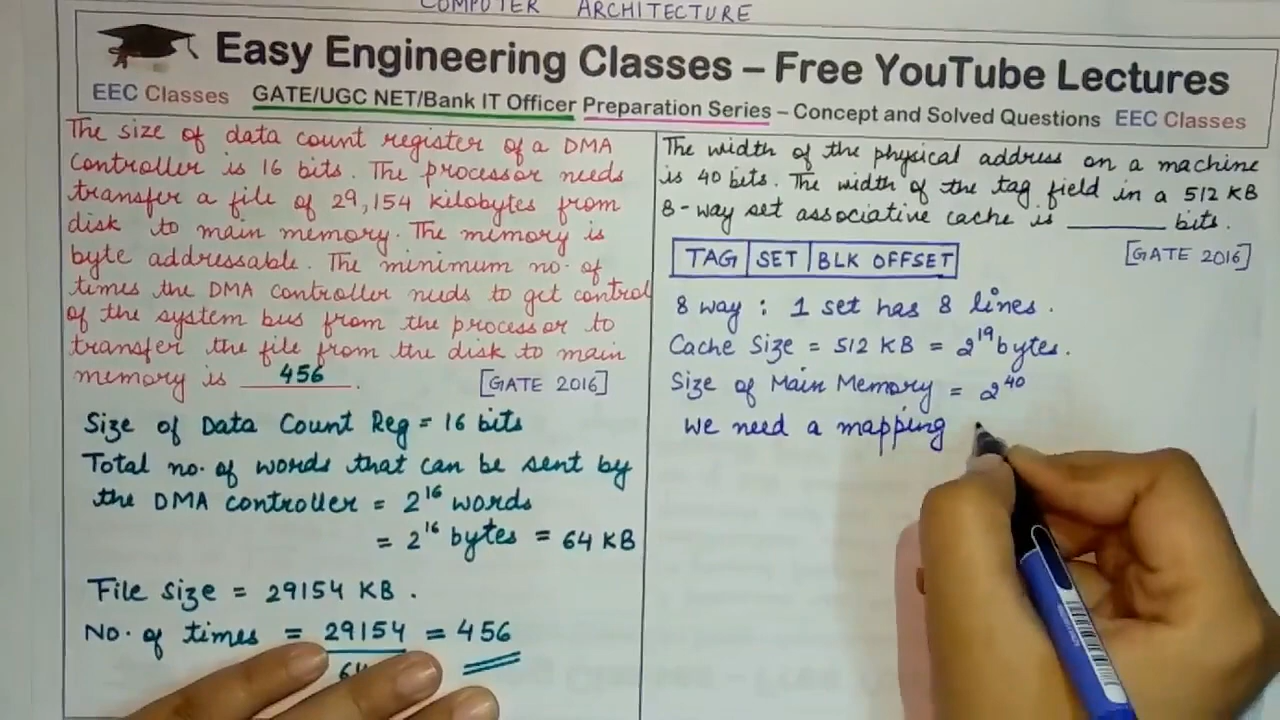 COMPUTER ARCHITECTURE
Easy Engineering Classes – Free YouTube Lectures
EEC Classes GATE/UGC NET/Bank IT Officer Preparation Series – Concept and Solved Questions EEC Classes
The size of data count register of a DMA
Controller is 16 bits. The processor needs
transfer a file of 29,154 kilobytes from
disk to main memory. The memory is
byte addressable. The minimum no. of
times the DMA controller needs to get control
of the system bus from the processor to
transfer the file from the disk to main
memory is 456.
[GATE 2016]
Size of Data Count Reg = 16 bits
Total no. of words that can be sent by
the DMA controller = 2^16 words
= 2^16 bytes = 64 KB
File size = 29154 KB.
No. of times = 29154 = 456
The width of the physical address on a machine
is 40 bits. The width of the tag field in a 512 KB
8-way set associative cache is ______ bits.
[GATE 2016]
TAG SET BLK OFFSET
8 way : 1 set has 8 lines.
Cache Size = 512 KB = 2^19 bytes.
Size of Main Memory = 2^40
We need a mapping